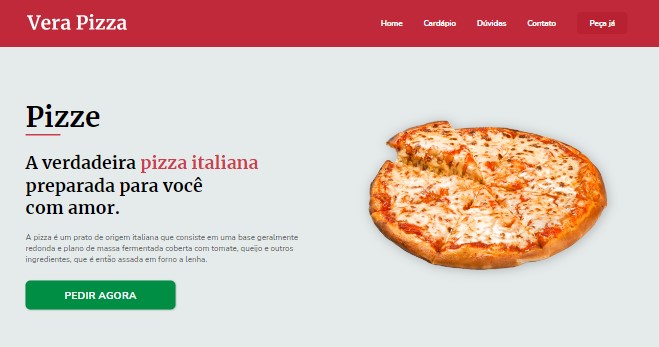 Vera Pizza
Home Cardápio Dúvidas Contato Peça já
Pizze
A verdadeira pizza italiana
preparada para você
com amor.
A pizza é um prato de origem italiana que consiste em uma base geralmente
redonda e plano de massa fermentada coberta com tomate, queijo e outros
ingredientes, que é então assada em forno a lenha.
PEDIR AGORA